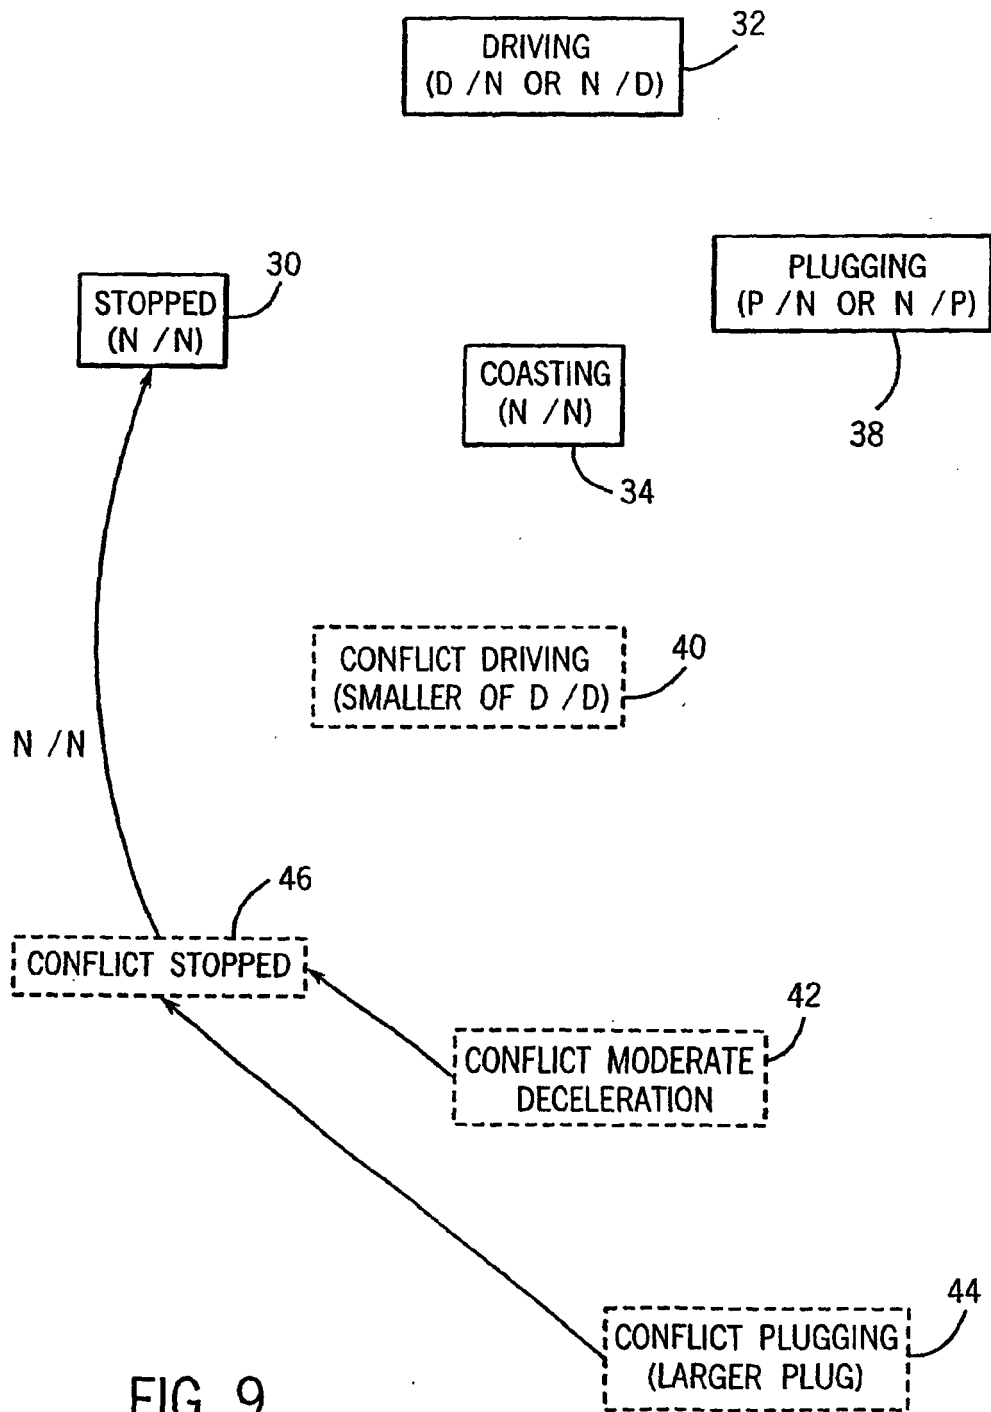 32
DRIVING
(D /N OR N /D)
30
STOPPED
(N /N)
PLUGGING
(P /N OR N /P)
38
COASTING
(N /N)
34
CONFLICT DRIVING
(SMALLER OF D /D)
40
N /N
46
CONFLICT STOPPED
42
CONFLICT MODERATE
DECELERATION
44
CONFLICT PLUGGING
(LARGER PLUG)
FIG. 9